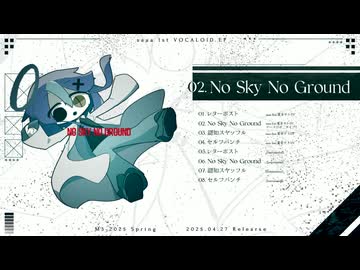 veaa 1st VOCALOID EP
02.No Sky No Ground
NO SKY NO GROUND
01.レターポスト
02.No Sky No Ground
03.認知スヤッフル
04.セルフパンチ
05.レターポスト
06.No Sky No Ground
07.認知スヤッフル
08.セルフパンチ
M3-2025 Spring
2025.04.27 Release